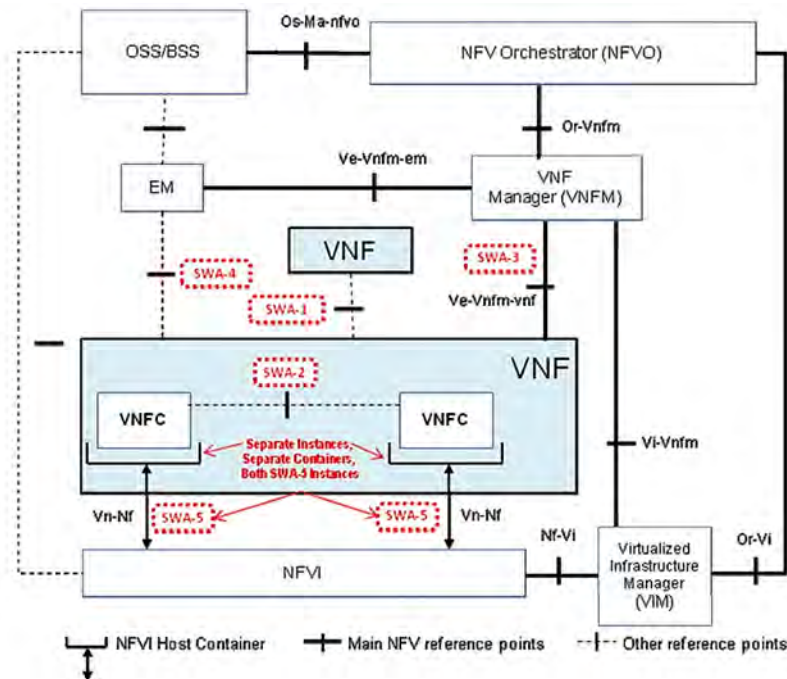 Os-Ma-nfvo
OSS/BSS
NFV Orchestrator (NFVO)
Or-Vnfm
Ve-Vnfm-em
EM
VNF
Manager (VNFM)
VNF
SWA-3
SWA-4
SWA-1
Ve-Vnfm-vnf
VNF
SWA-2
VNFC
VNFC
Separate Instances,
Separate Containers,
Both SWA-5 Instances
Vi-Vnfm
Vn-Nf
SWA-5
SWA-5
Vn-Nf
Nf-Vi
Or-Vi
Virtualized
Infrastructure
Manager
(VIM)
NFVI
NFVI Host Container
Main NFV reference points
Other reference points